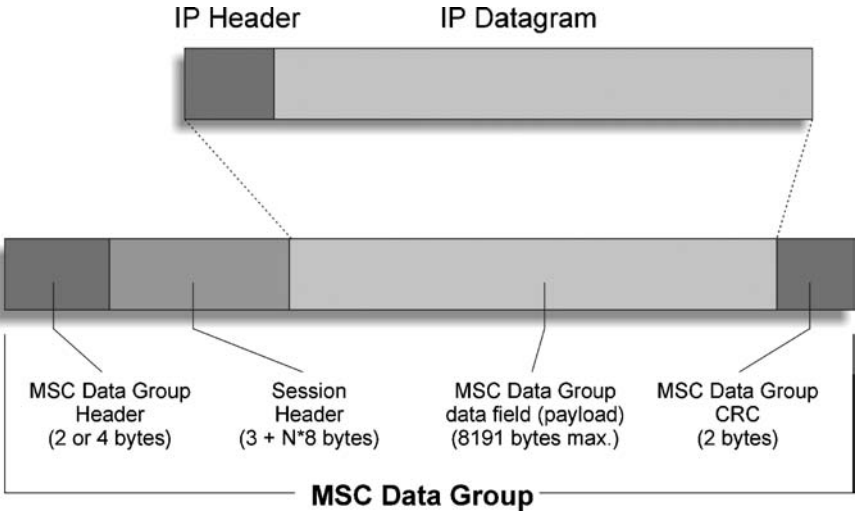 IP Header
IP Datagram
MSC Data Group
Header
(2 or 4 bytes)
Session
Header
(3 + N*8 bytes)
MSC Data Group
data field (payload)
(8191 bytes max.)
MSC Data Group
CRC
(2 bytes)
MSC Data Group